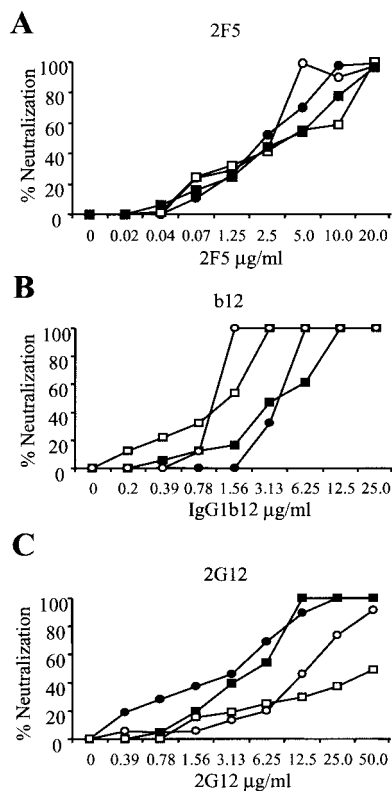 A
2F5
% Neutralization
100
80
60
40
20
0
0 0.02 0.04 0.07 1.25 2.5 5.0 10.0 20.0
2F5 µg/ml
B
b12
% Neutralization
100
80
60
40
20
0
0 0.2 0.39 0.78 1.56 3.13 6.25 12.5 25.0
IgG1b12 µg/ml
C
2G12
% Neutralization
100
80
60
40
20
0
0 0.39 0.78 1.56 3.13 6.25 12.5 25.0 50.0
2G12 µg/ml